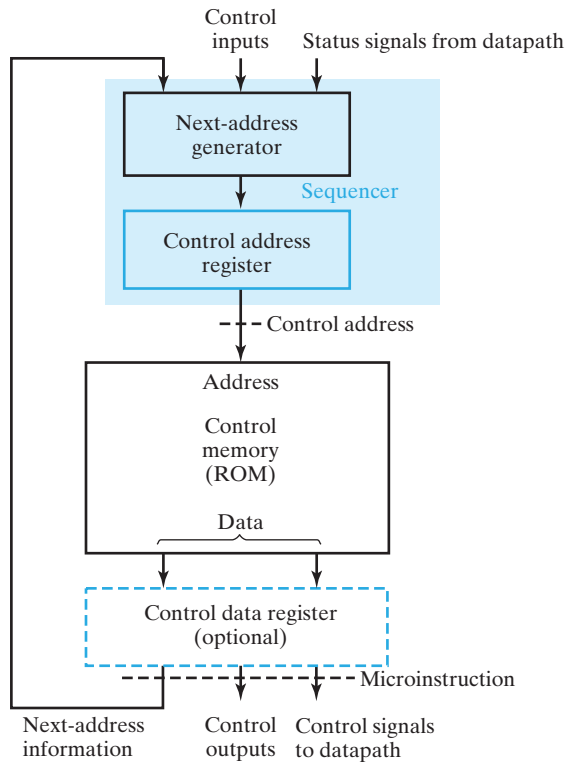 Control
inputs
Status signals from datapath
Next-address
generator
Sequencer
Control address
register
Control address
Address
Control
memory
(ROM)
Data
Control data register
(optional)
Microinstruction
Next-address
information
Control
outputs
Control signals
to datapath